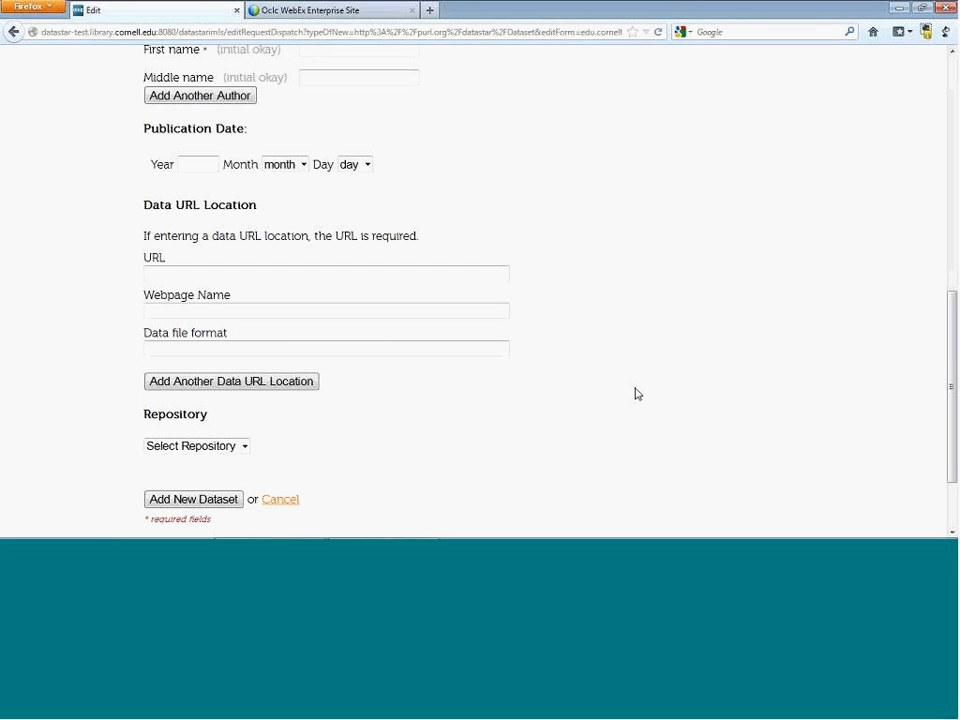 Firefox
Edit × Oclc WebEx Enterprise Site × +
datastar-test.library.cornell.edu:8080/datastarimls/editRequestDispatch?typeOfNew=http%3A%2F%2Fpurl.org%2Fdatastar%2FDataset&editForm=edu.cornell Google
First name * (initial okay)
Middle name (initial okay)
Add Another Author
Publication Date:
Year Month month Day day
Data URL Location
If entering a data URL location, the URL is required.
URL
Webpage Name
Data file format
Add Another Data URL Location
Repository
Select Repository
Add New Dataset or Cancel
* required fields